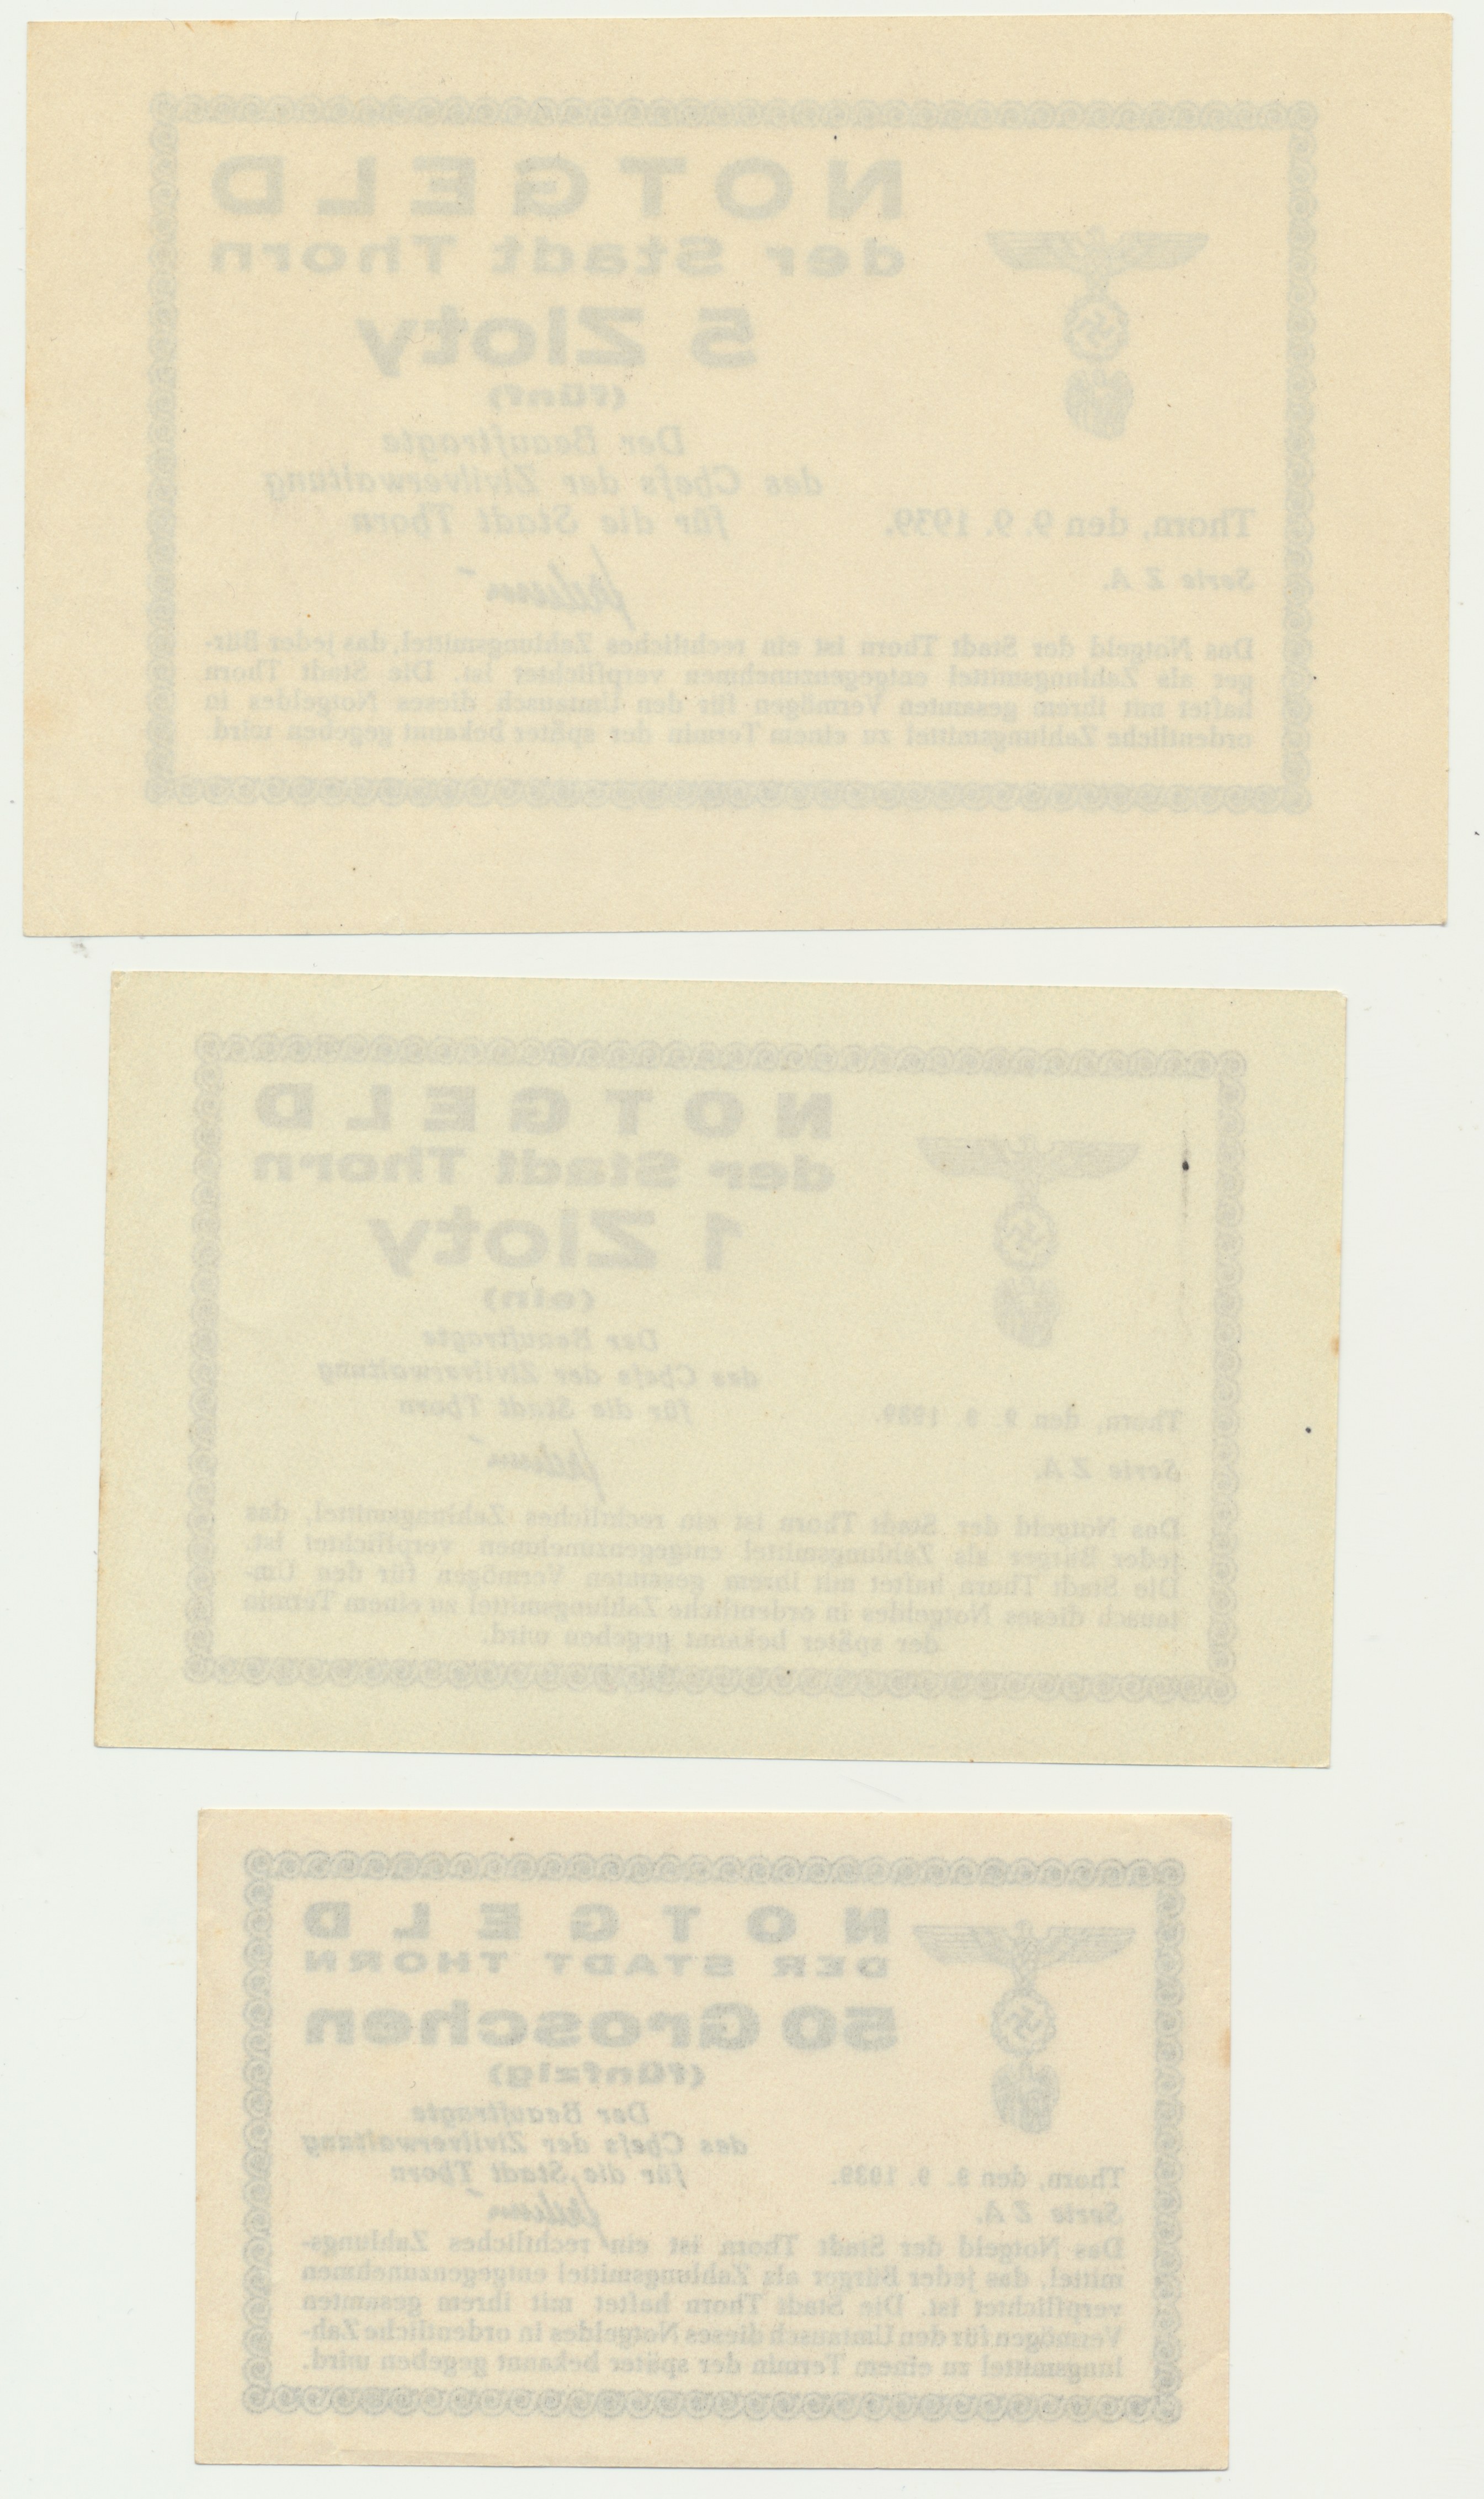 NOTGELD
der Stadt Thorn
5 Zloty
(fünf)
Der Beauftragte
des Chefs der Zivilverwaltung
für die Stadt Thorn
Thorn, den 9. 9. 1939.
Serie Z A.
Das Notgeld der Stadt Thorn ist ein rechtliches Zahlungsmittel, das jeder Bür-
ger als Zahlungsmittel entgegenzunehmen verpflichtet ist. Die Stadt Thorn
haftet mit ihrem gesamten Vermögen für den Umtausch dieses Notgeldes in
ordentliche Zahlungsmittel zu einem Termin der später bekannt gegeben wird.
NOTGELD
der Stadt Thorn
1 Zloty
(ein)
Der Beauftragte
des Chefs der Zivilverwaltung
für die Stadt Thorn
Thorn, den 9. 9. 1939.
Serie Z A.
Das Notgeld der Stadt Thorn ist ein rechtliches Zahlungsmittel, das
jeder Bürger als Zahlungsmittel entgegenzunehmen verpflichtet ist.
Die Stadt Thorn haftet mit ihrem gesamten Vermögen für den Um-
tausch dieses Notgeldes in ordentliche Zahlungsmittel zu einem Termin
der später bekannt gegeben wird.
NOTGELD
DER STADT THORN
50 Groschen
(fünfzig)
Der Beauftragte
des Chefs der Zivilverwaltung
für die Stadt Thorn
Thorn, den 9. 9. 1939.
Serie Z A.
Das Notgeld der Stadt Thorn ist ein rechtliches Zahlungs-
mittel, das jeder Bürger als Zahlungsmittel entgegenzunehmen
verpflichtet ist. Die Stadt Thorn haftet mit ihrem gesamten
Vermögen für den Umtausch dieses Notgeldes in ordentliche Zah-
lungsmittel zu einem Termin der später bekannt gegeben wird.